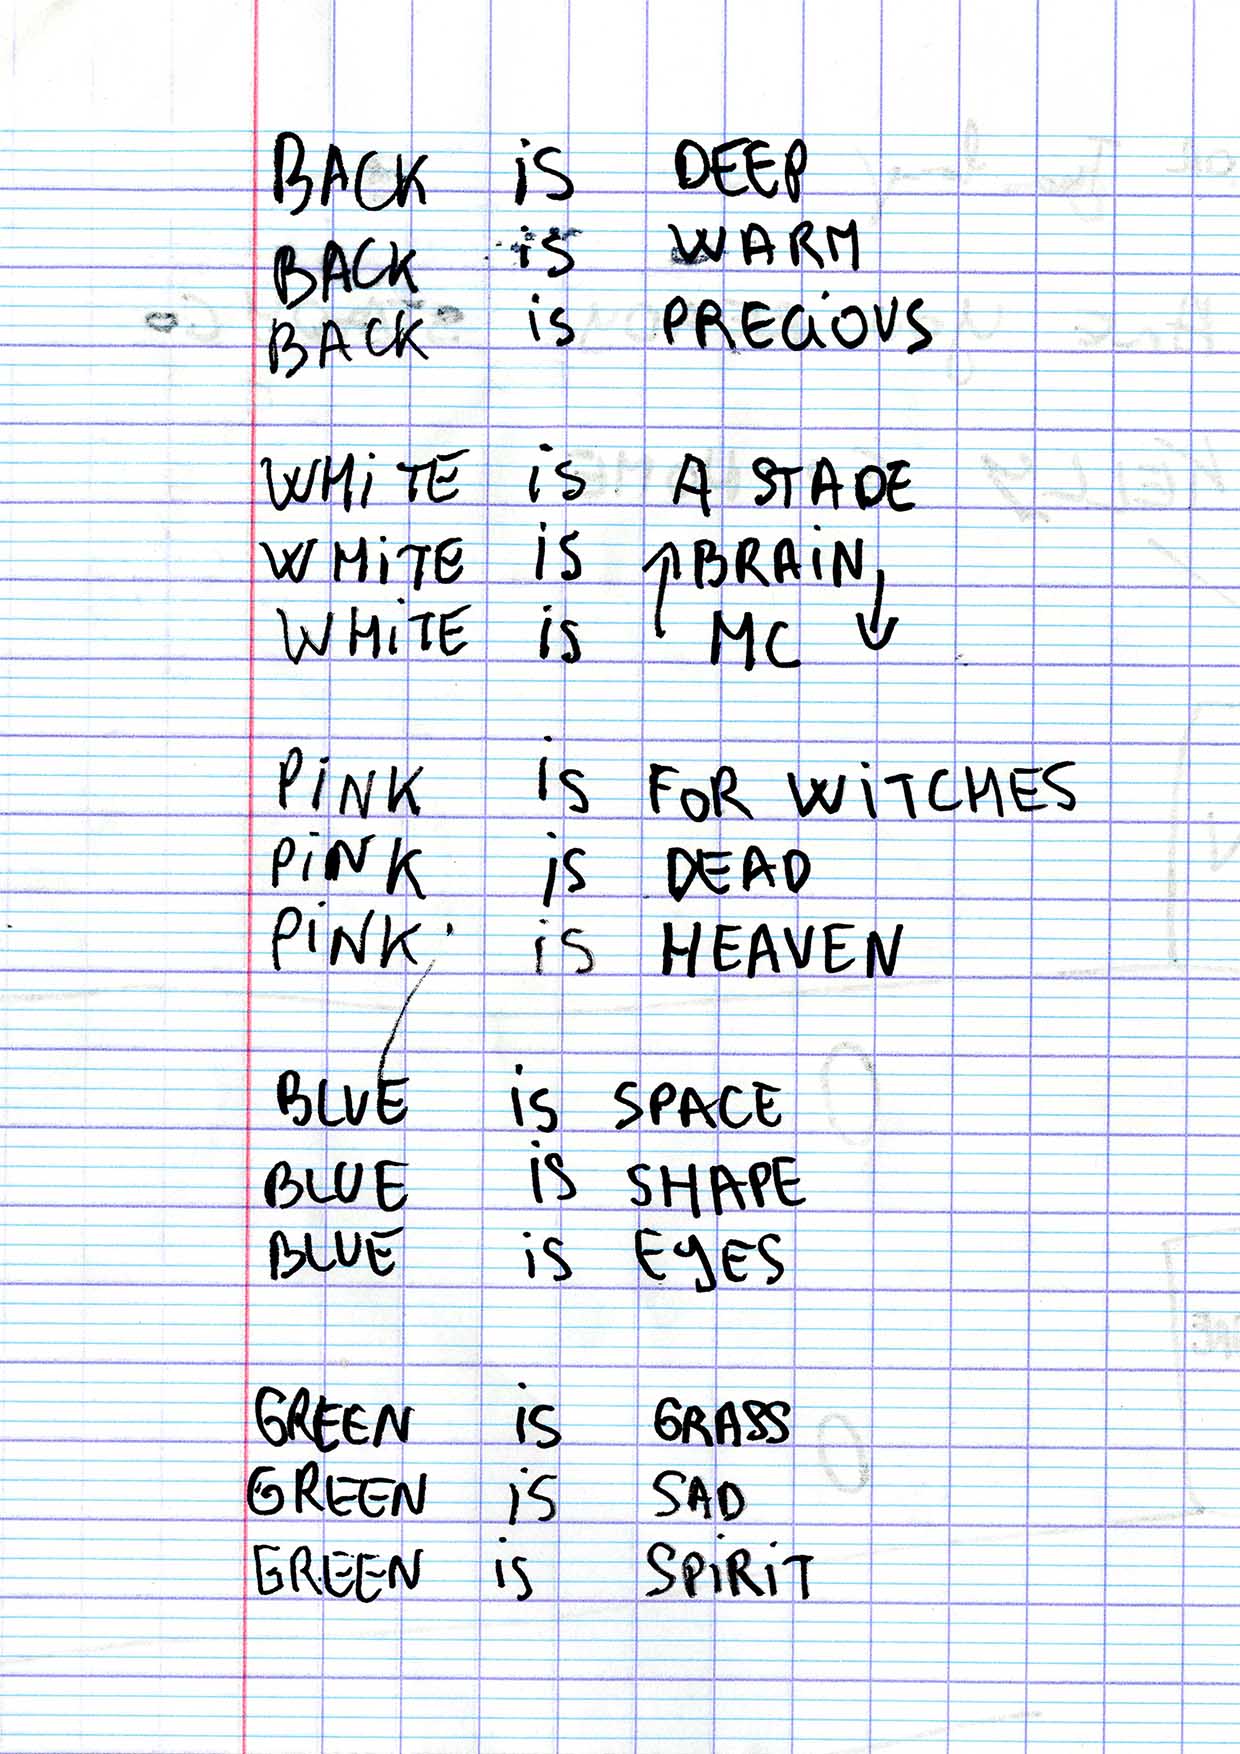 BACK is DEEP
BACK is WARM
BACK is PRECiOUS
WHiTE is A STADE
WHiTE is ↑BRAiN↓
WHiTE is MC
PiNK is FOR WiTCHES
PiNK is DEAD
PiNK is HEAVEN
BLUE is SPACE
BLUE is SHAPE
BLUE is EyES
GREEN is GRASS
GREEN is SAD
GREEN is SPiRiT